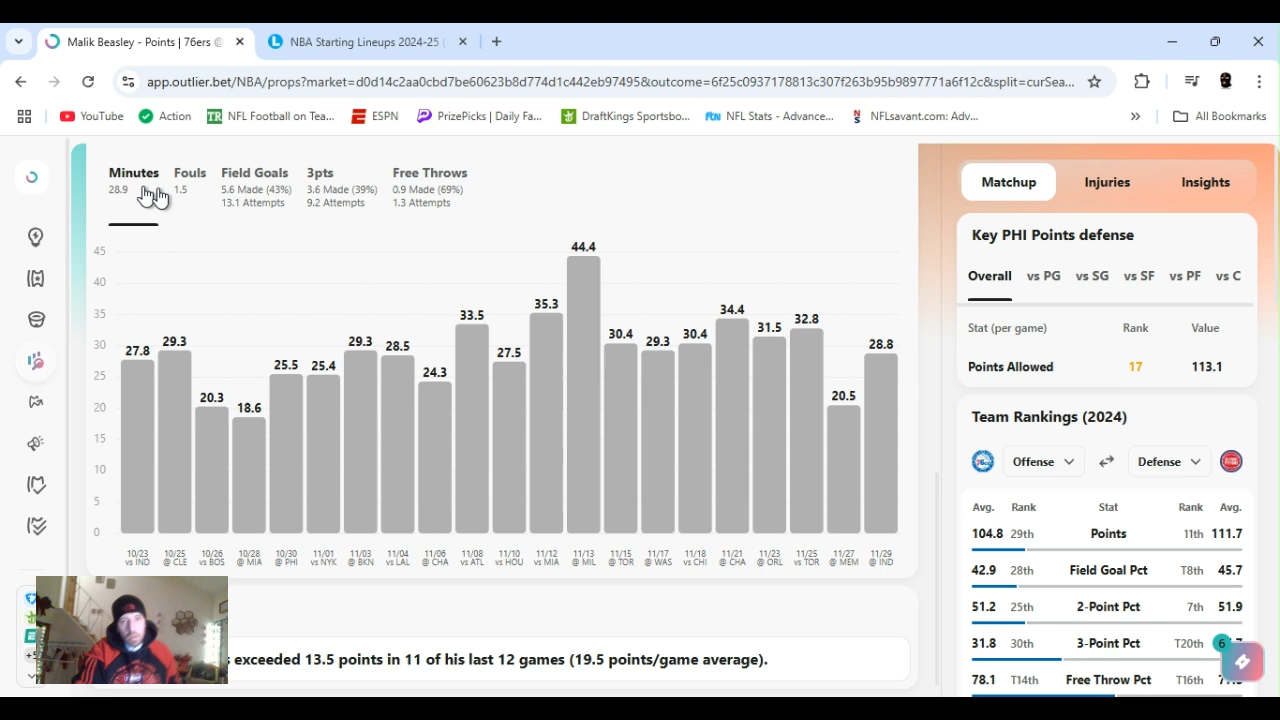 Malik Beasley - Points | 76ers @
NBA Starting Lineups 2024-25
app.outlier.bet/NBA/props?market=d0d14c2aa0cbd7be60623b8d774d1c442eb97495&outcome=6f25c0937178813c307f263b95b9897771a6f12c&split=curSea...
YouTube Action NFL Football on Tea... ESPN PrizePicks | Daily Fa... DraftKings Sportsbo... NFL Stats - Advance... NFLsavant.com: Adv... » All Bookmarks
Minutes Fouls Field Goals 3pts Free Throws
28.9 1.5 5.6 Made (43%) 3.6 Made (39%) 0.9 Made (69%)
13.1 Attempts 9.2 Attempts 1.3 Attempts
45
40
35
30
25
20
15
10
5
0
27.8 29.3 20.3 18.6 25.5 25.4 29.3 28.5 24.3 33.5 27.5 35.3 44.4 30.4 29.3 30.4 34.4 31.5 32.8 20.5 28.8
10/23 10/25 10/26 10/28 10/30 11/01 11/03 11/04 11/06 11/08 11/10 11/12 11/13 11/15 11/17 11/18 11/21 11/23 11/25 11/27 11/29
vs IND @ CLE vs BOS @ MIA @ PHI vs NYK @ BKN vs LAL @ CHA vs ATL vs HOU vs MIA @ MIL @ TOR @ WAS vs CHI @ CHA @ ORL vs TOR @ MEM @ IND
exceeded 13.5 points in 11 of his last 12 games (19.5 points/game average).
Matchup Injuries Insights
Key PHI Points defense
Overall vs PG vs SG vs SF vs PF vs C
Stat (per game) Rank Value
Points Allowed 17 113.1
Team Rankings (2024)
Offense Defense
Avg. Rank Stat Rank Avg.
104.8 29th Points 11th 111.7
42.9 28th Field Goal Pct T8th 45.7
51.2 25th 2-Point Pct 7th 51.9
31.8 30th 3-Point Pct T20th
6
78.1 T14th Free Throw Pct T16th